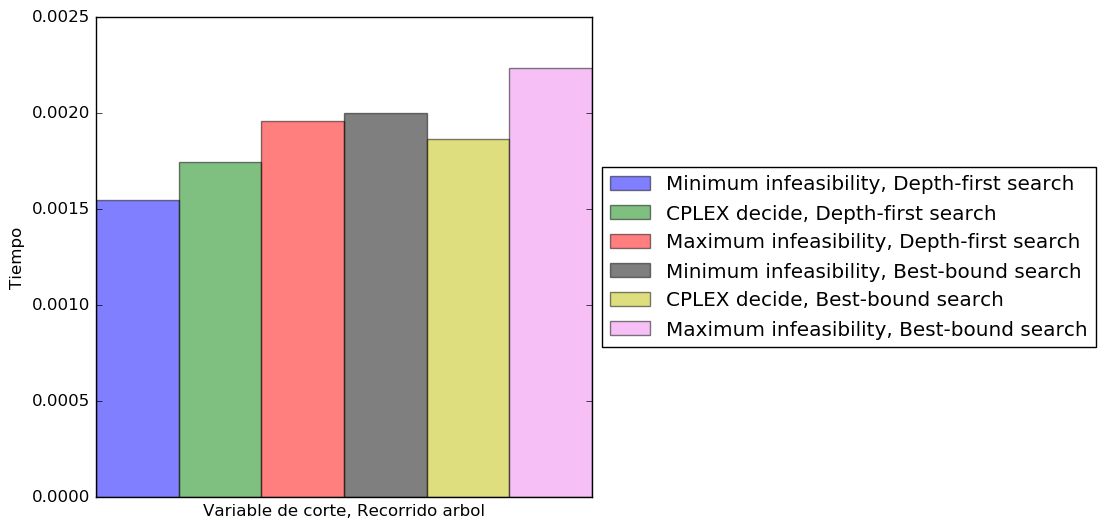 0.0025
0.0020
0.0015
0.0010
0.0005
0.0000
Tiempo
Variable de corte, Recorrido arbol
Minimum infeasibility, Depth-first search
CPLEX decide, Depth-first search
Maximum infeasibility, Depth-first search
Minimum infeasibility, Best-bound search
CPLEX decide, Best-bound search
Maximum infeasibility, Best-bound search